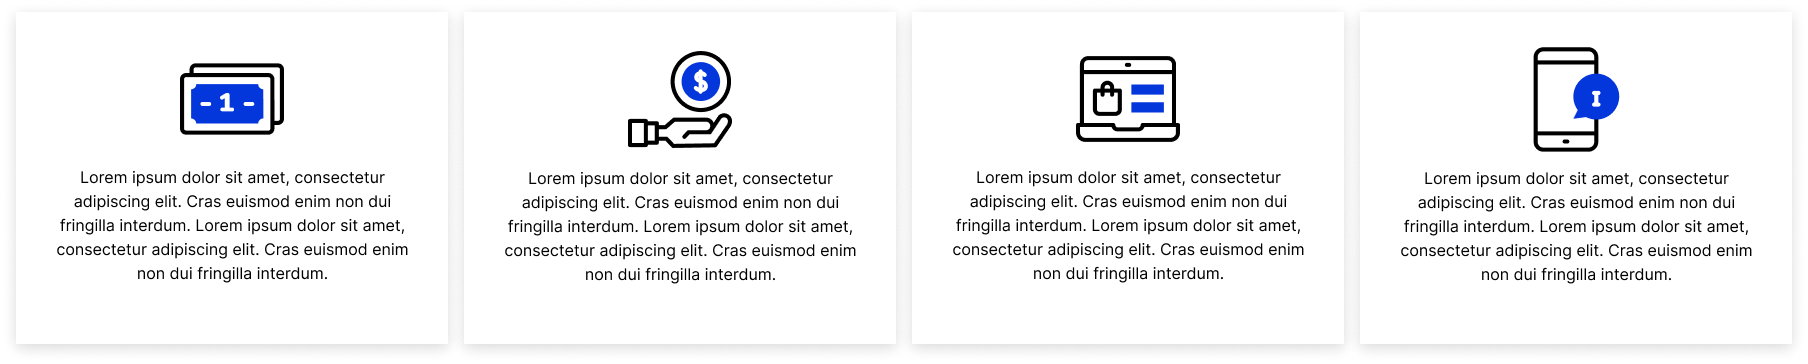 - 1 -
Lorem ipsum dolor sit amet, consectetur
adipiscing elit. Cras euismod enim non dui
fringilla interdum. Lorem ipsum dolor sit amet,
consectetur adipiscing elit. Cras euismod enim
non dui fringilla interdum.
$
Lorem ipsum dolor sit amet, consectetur
adipiscing elit. Cras euismod enim non dui
fringilla interdum. Lorem ipsum dolor sit amet,
consectetur adipiscing elit. Cras euismod enim
non dui fringilla interdum.
Lorem ipsum dolor sit amet, consectetur
adipiscing elit. Cras euismod enim non dui
fringilla interdum. Lorem ipsum dolor sit amet,
consectetur adipiscing elit. Cras euismod enim
non dui fringilla interdum.
I
Lorem ipsum dolor sit amet, consectetur
adipiscing elit. Cras euismod enim non dui
fringilla interdum. Lorem ipsum dolor sit amet,
consectetur adipiscing elit. Cras euismod enim
non dui fringilla interdum.